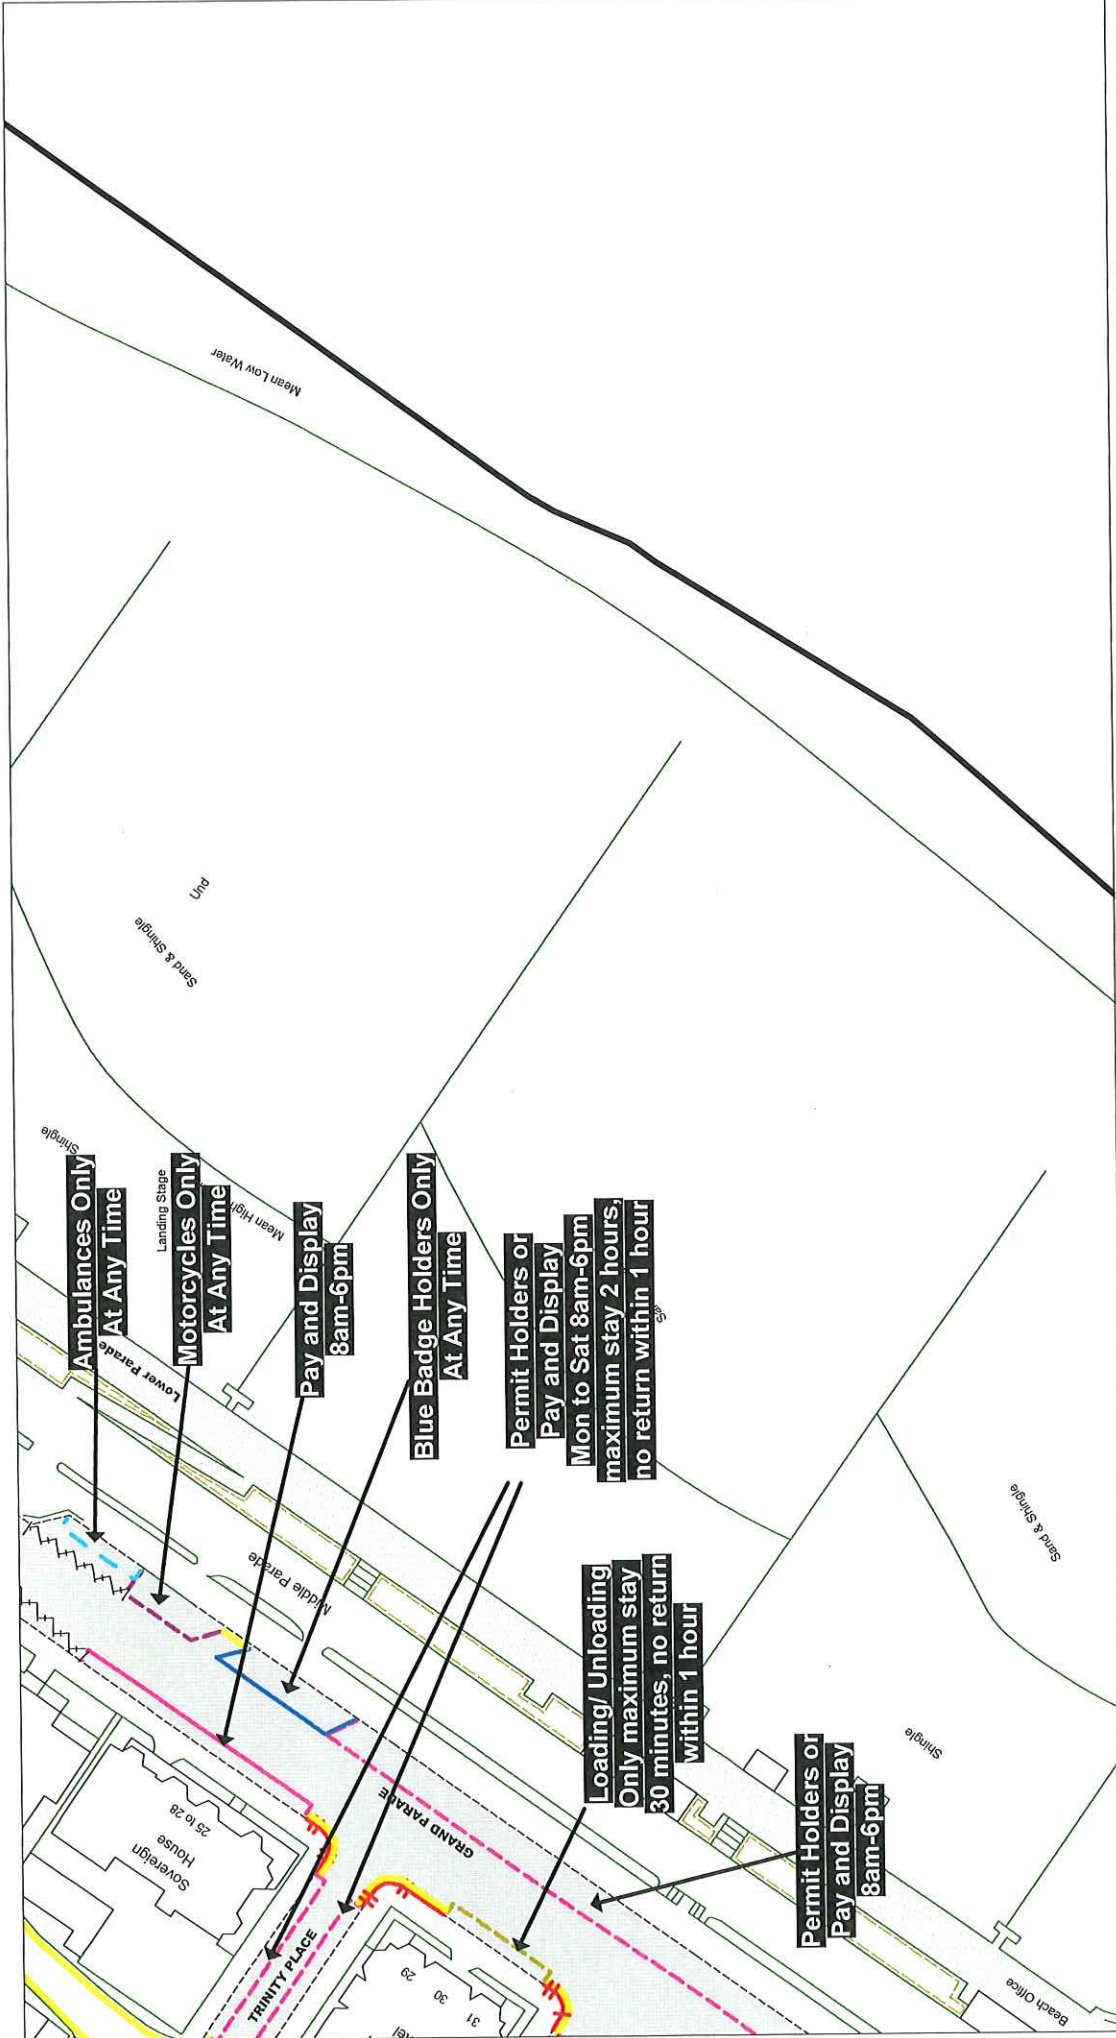 Mean Low Water
Und
Sand & Shingle
Shingle
Ambulances Only
At Any Time
Landing Stage
Motorcycles Only
At Any Time
Mean High
Pay and Display
8am-6pm
Blue Badge Holders Only
At Any Time
Permit Holders or
Pay and Display
Mon to Sat 8am-6pm
maximum stay 2 hours,
no return within 1 hour
Lower Parade
Middle Parade
Sand & Shingle
Loading/ Unloading
Only maximum stay
30 minutes, no return
within 1 hour
Shingle
Permit Holders or
Pay and Display
8am-6pm
GRAND PARADE
Sovereign
House
25 to 28
TRINITY PLACE
29
30
31
Beach Office